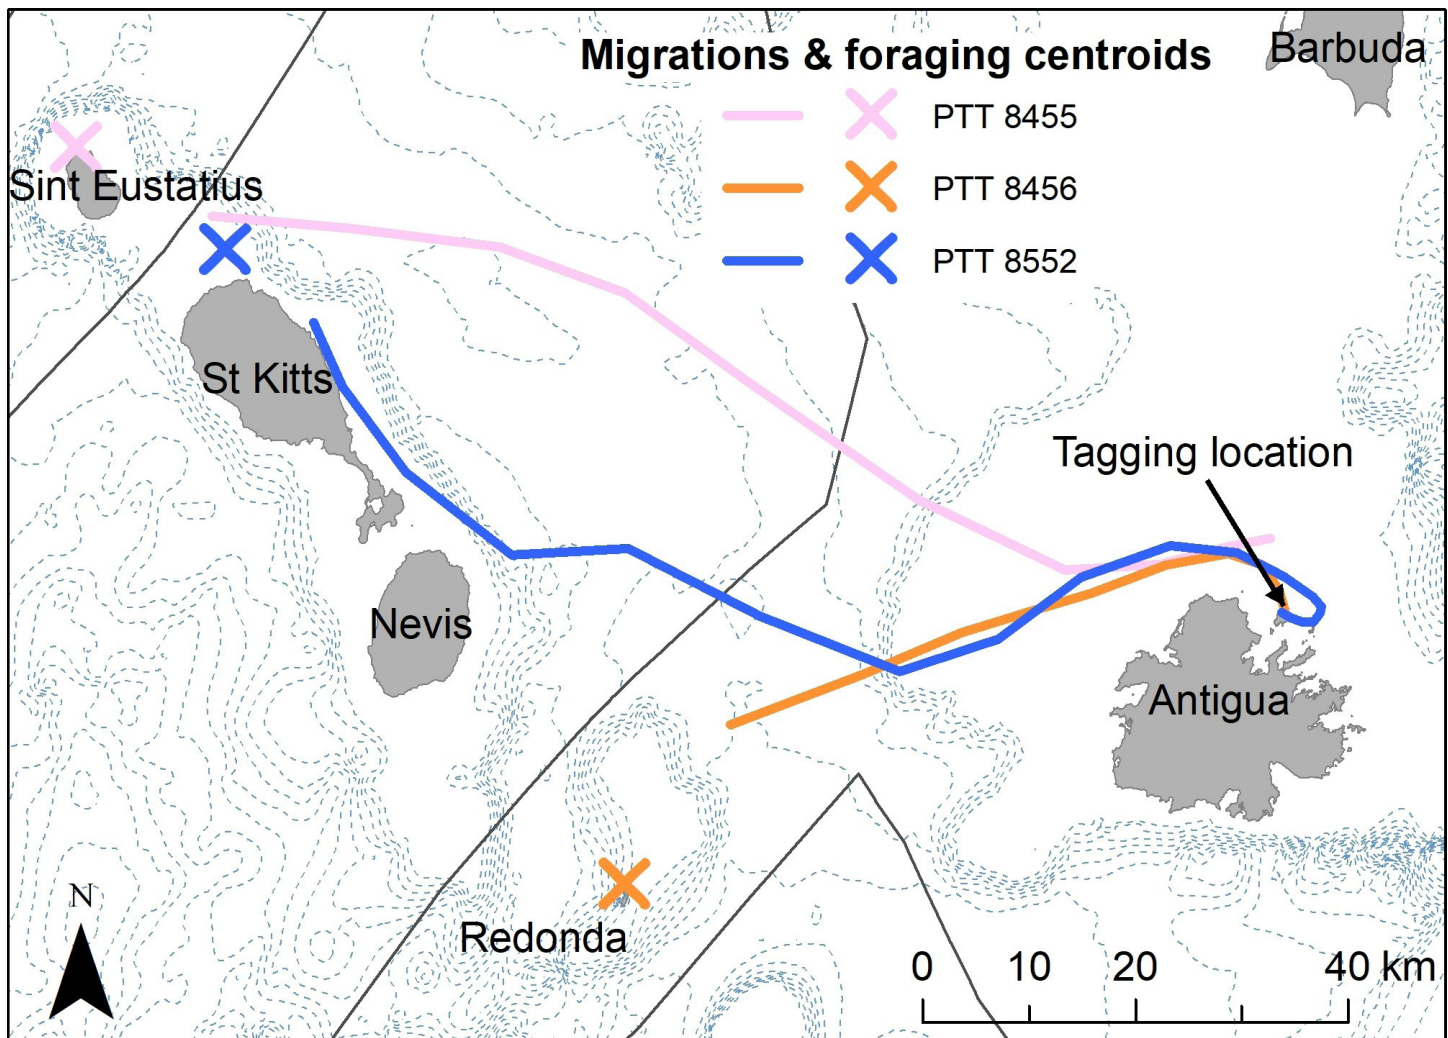 Migrations & foraging centroids
Barbuda
PTT 8455
PTT 8456
PTT 8552
Sint Eustatius
St Kitts
Tagging location
Nevis
Antigua
Redonda
N
0 10 20 40 km